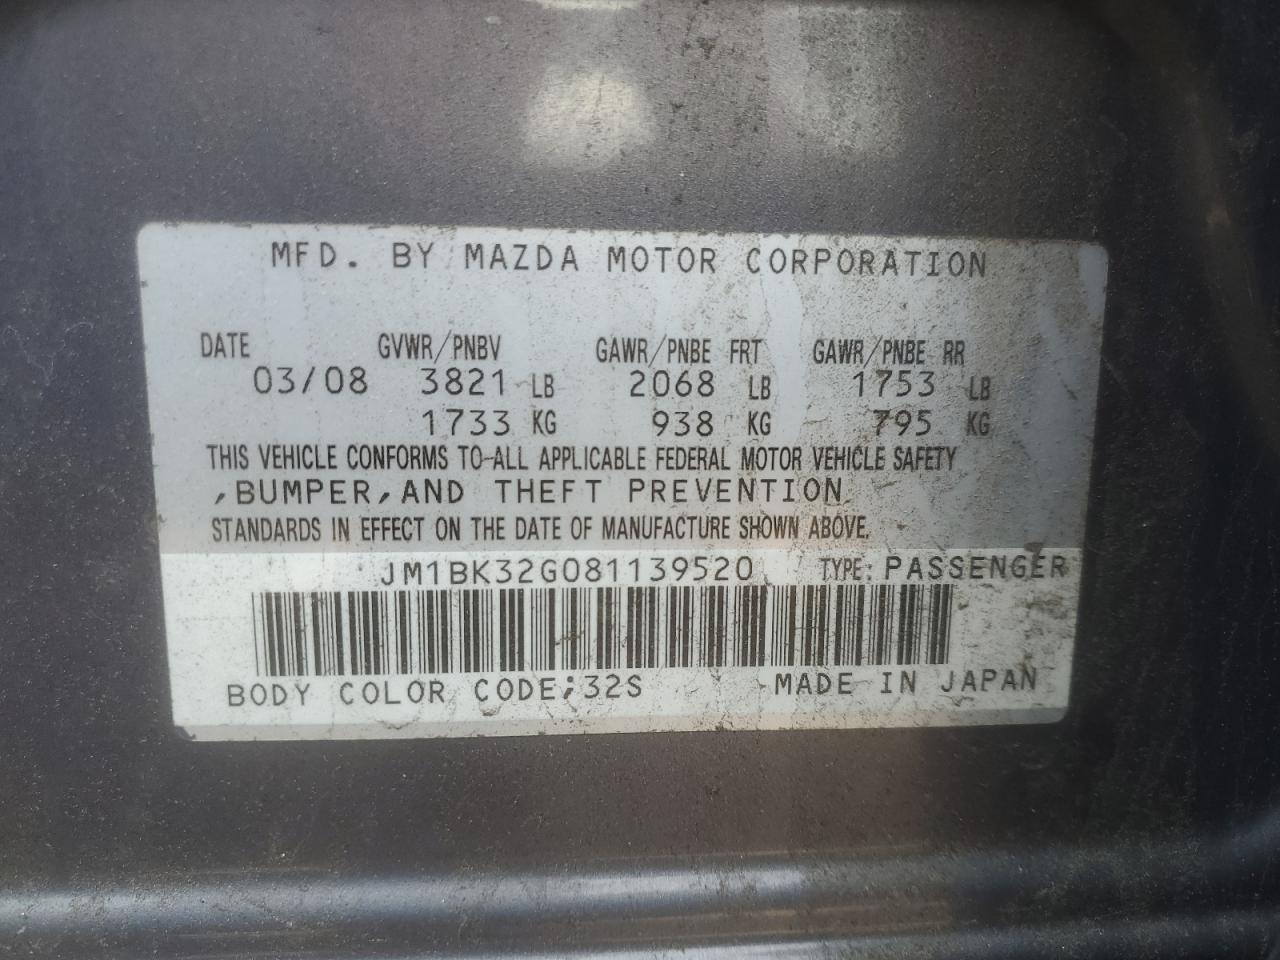 MFD. BY MAZDA MOTOR CORPORATION
DATE GVWR/PNBV GAWR/PNBE FRT GAWR/PNBE RR
03/08 3821 LB 2068 LB 1753 LB
1733 KG 938 KG 795 KG
THIS VEHICLE CONFORMS TO ALL APPLICABLE FEDERAL MOTOR VEHICLE SAFETY
,BUMPER,AND THEFT PREVENTION
STANDARDS IN EFFECT ON THE DATE OF MANUFACTURE SHOWN ABOVE.
JM1BK32G081139520 TYPE: PASSENGER
BODY COLOR CODE;32S MADE IN JAPAN